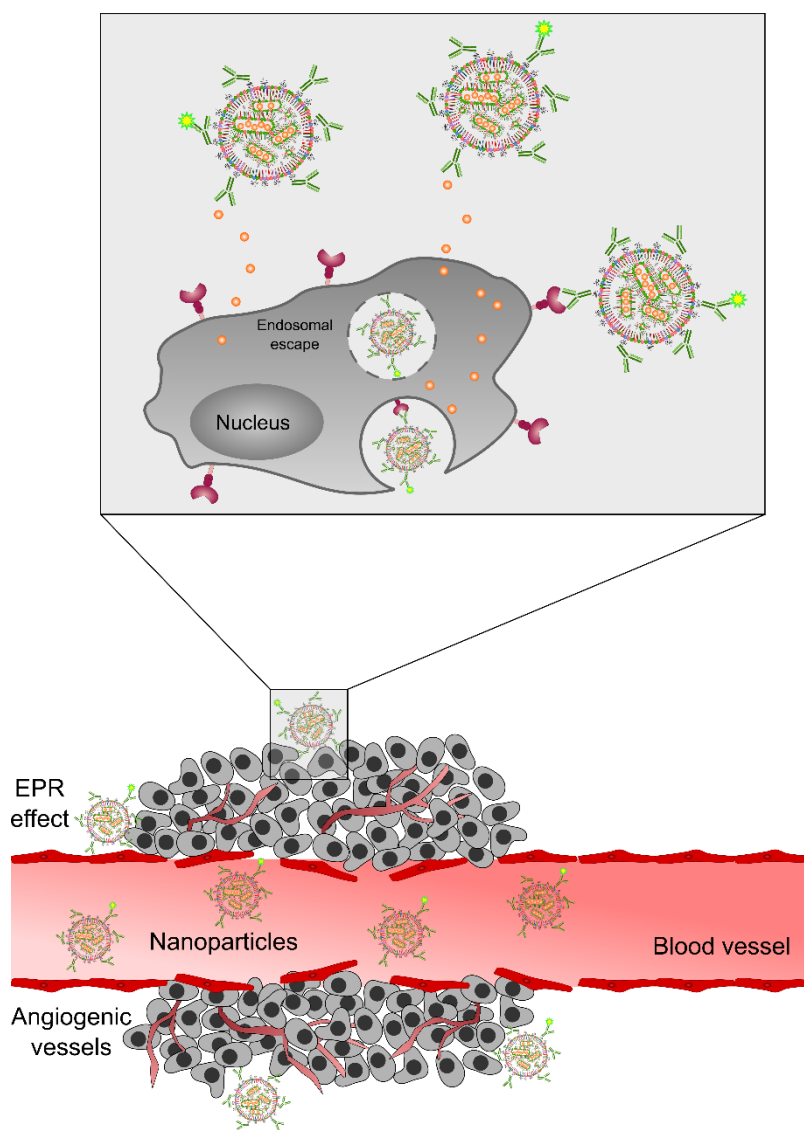 Endosomal
escape
Nucleus
EPR
effect
Nanoparticles
Blood vessel
Angiogenic
vessels